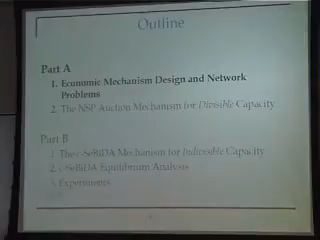 Outline
Part A
1. Economic Mechanism Design and Network
Problems
2. The NSP Auction Mechanism for Divisible Capacity
Part B
1. The c-SeBiDA Mechanism for Indivisible Capacity
2. c-SeBiDA Equilibrium Analysis
3. Experiments